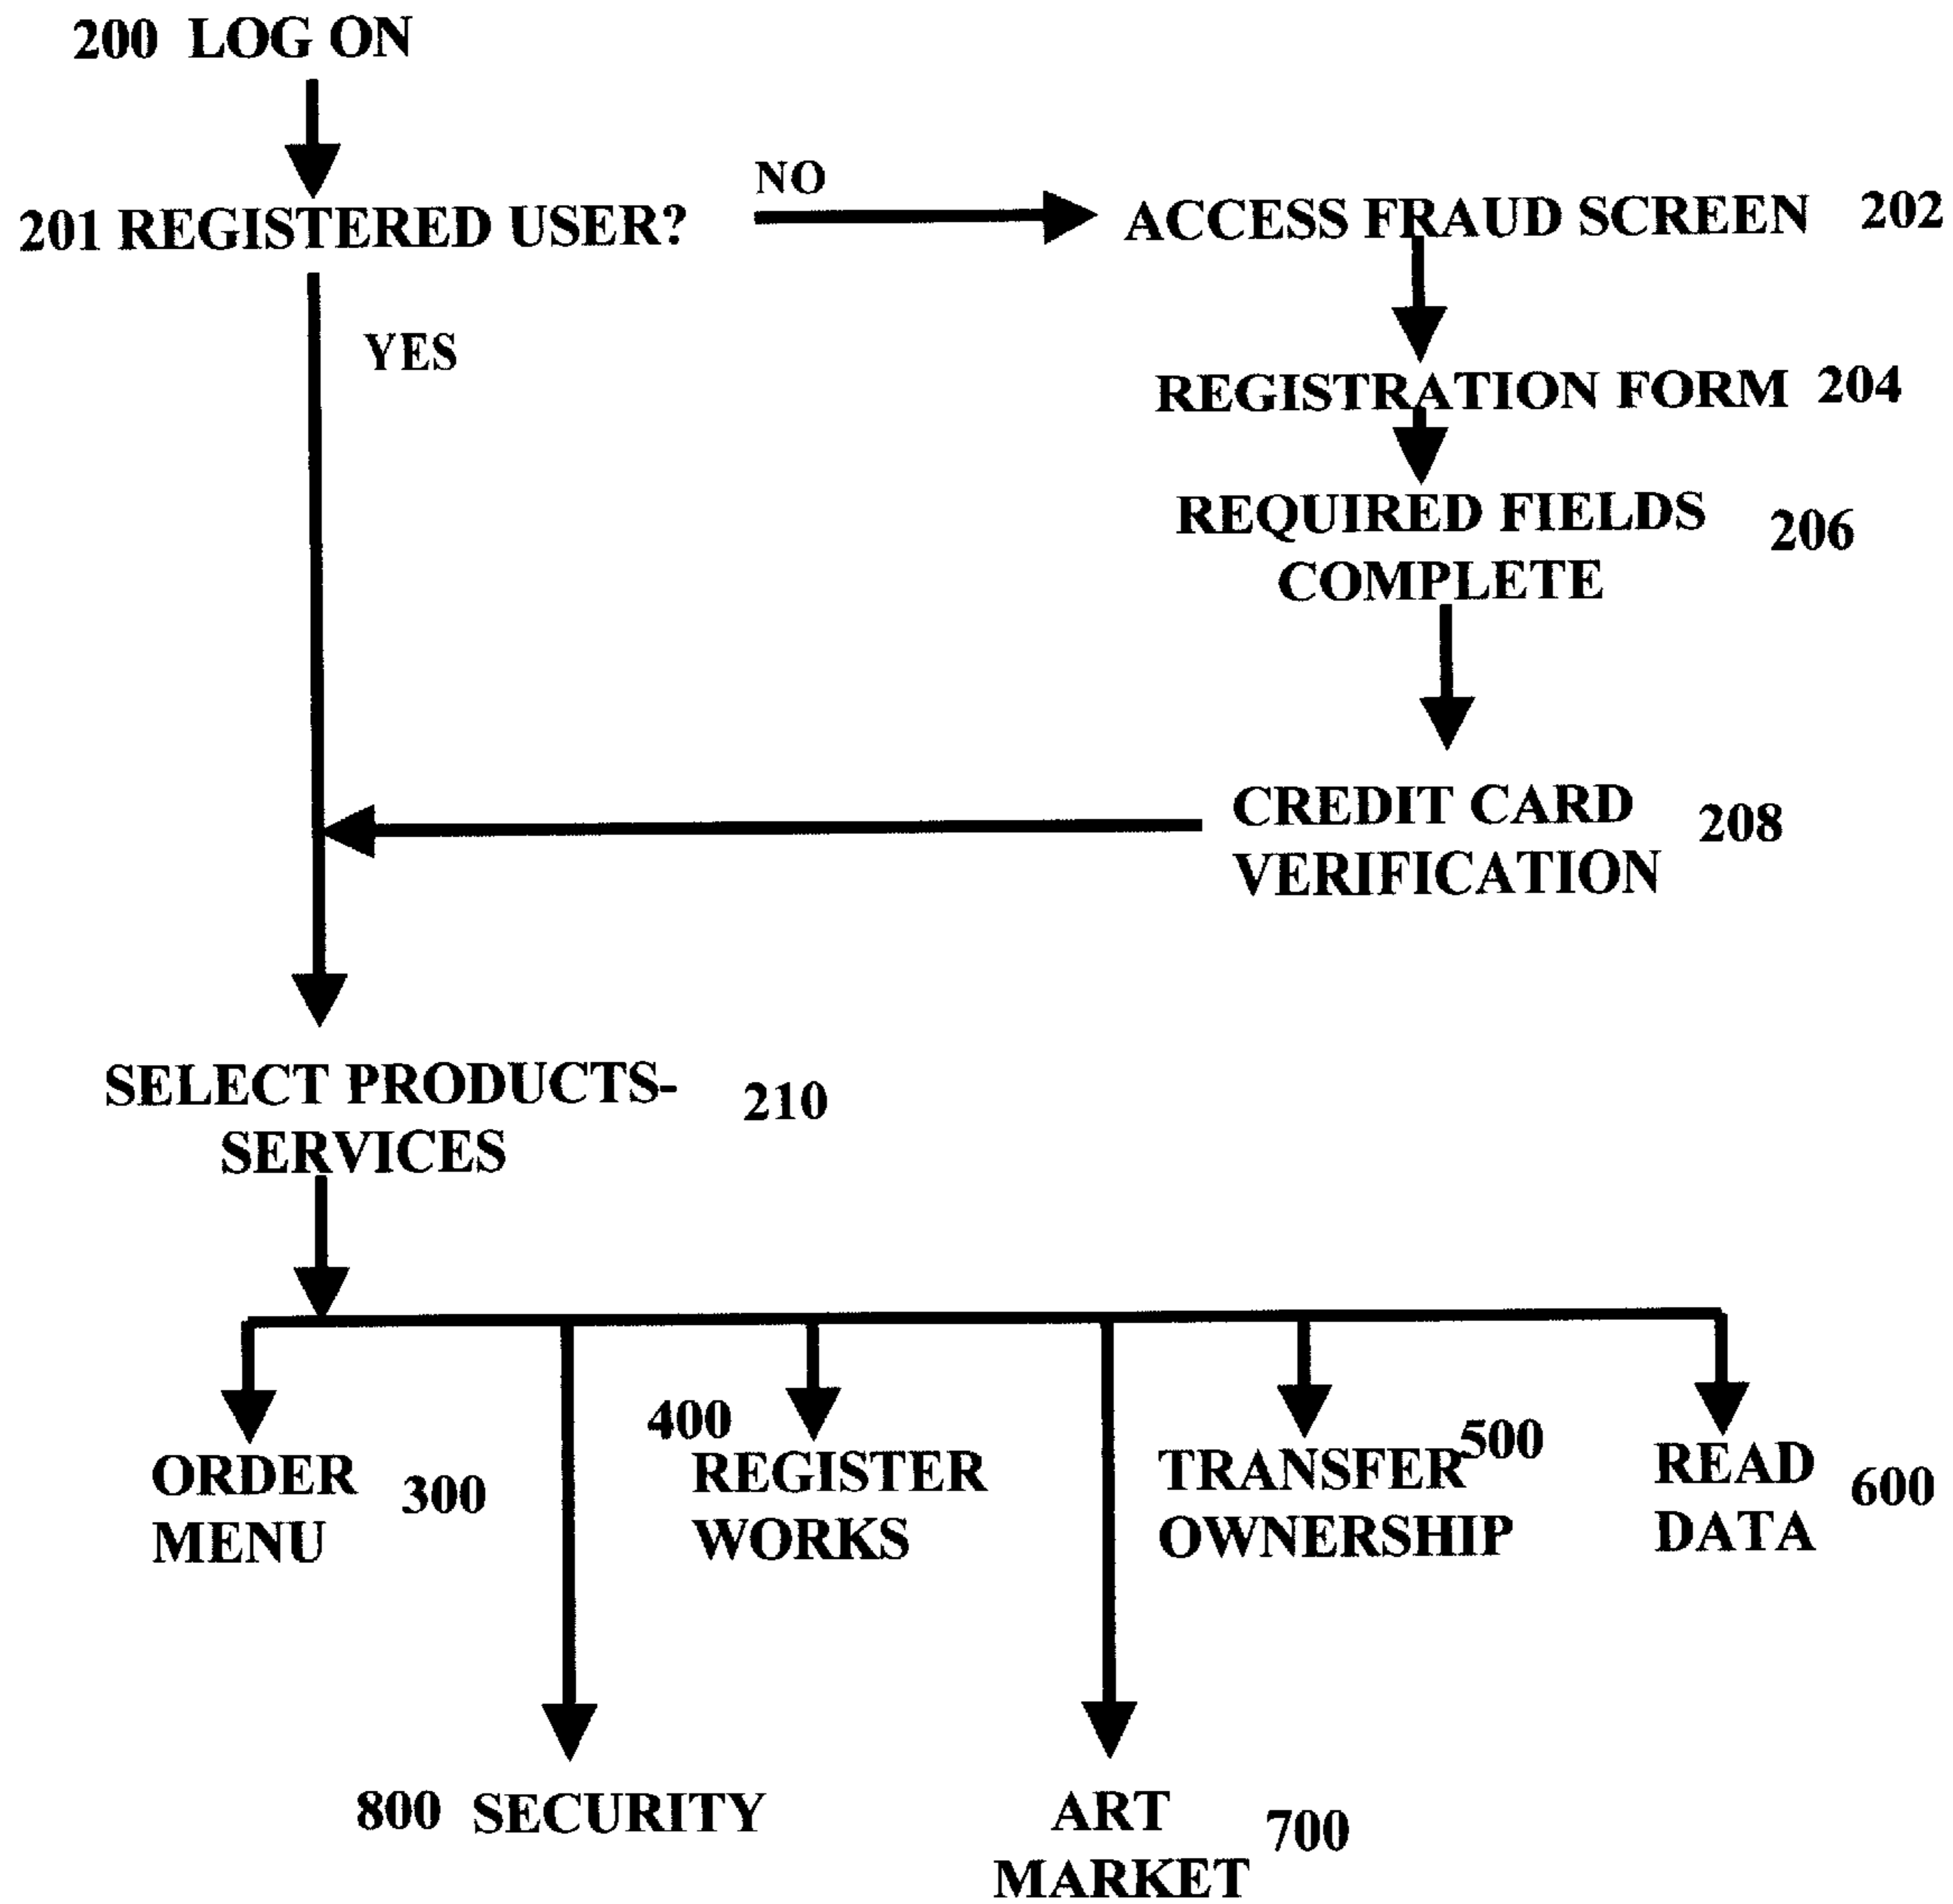 200 LOG ON
NO
201 REGISTERED USER?
ACCESS FRAUD SCREEN 202
YES
REGISTRATION FORM 204
REQUIRED FIELDS
COMPLETE
206
CREDIT CARD
VERIFICATION
208
SELECT PRODUCTS-
SERVICES
210
ORDER
MENU
300
400
REGISTER
WORKS
TRANSFER
OWNERSHIP
500
READ
DATA
600
800 SECURITY
ART
MARKET
700